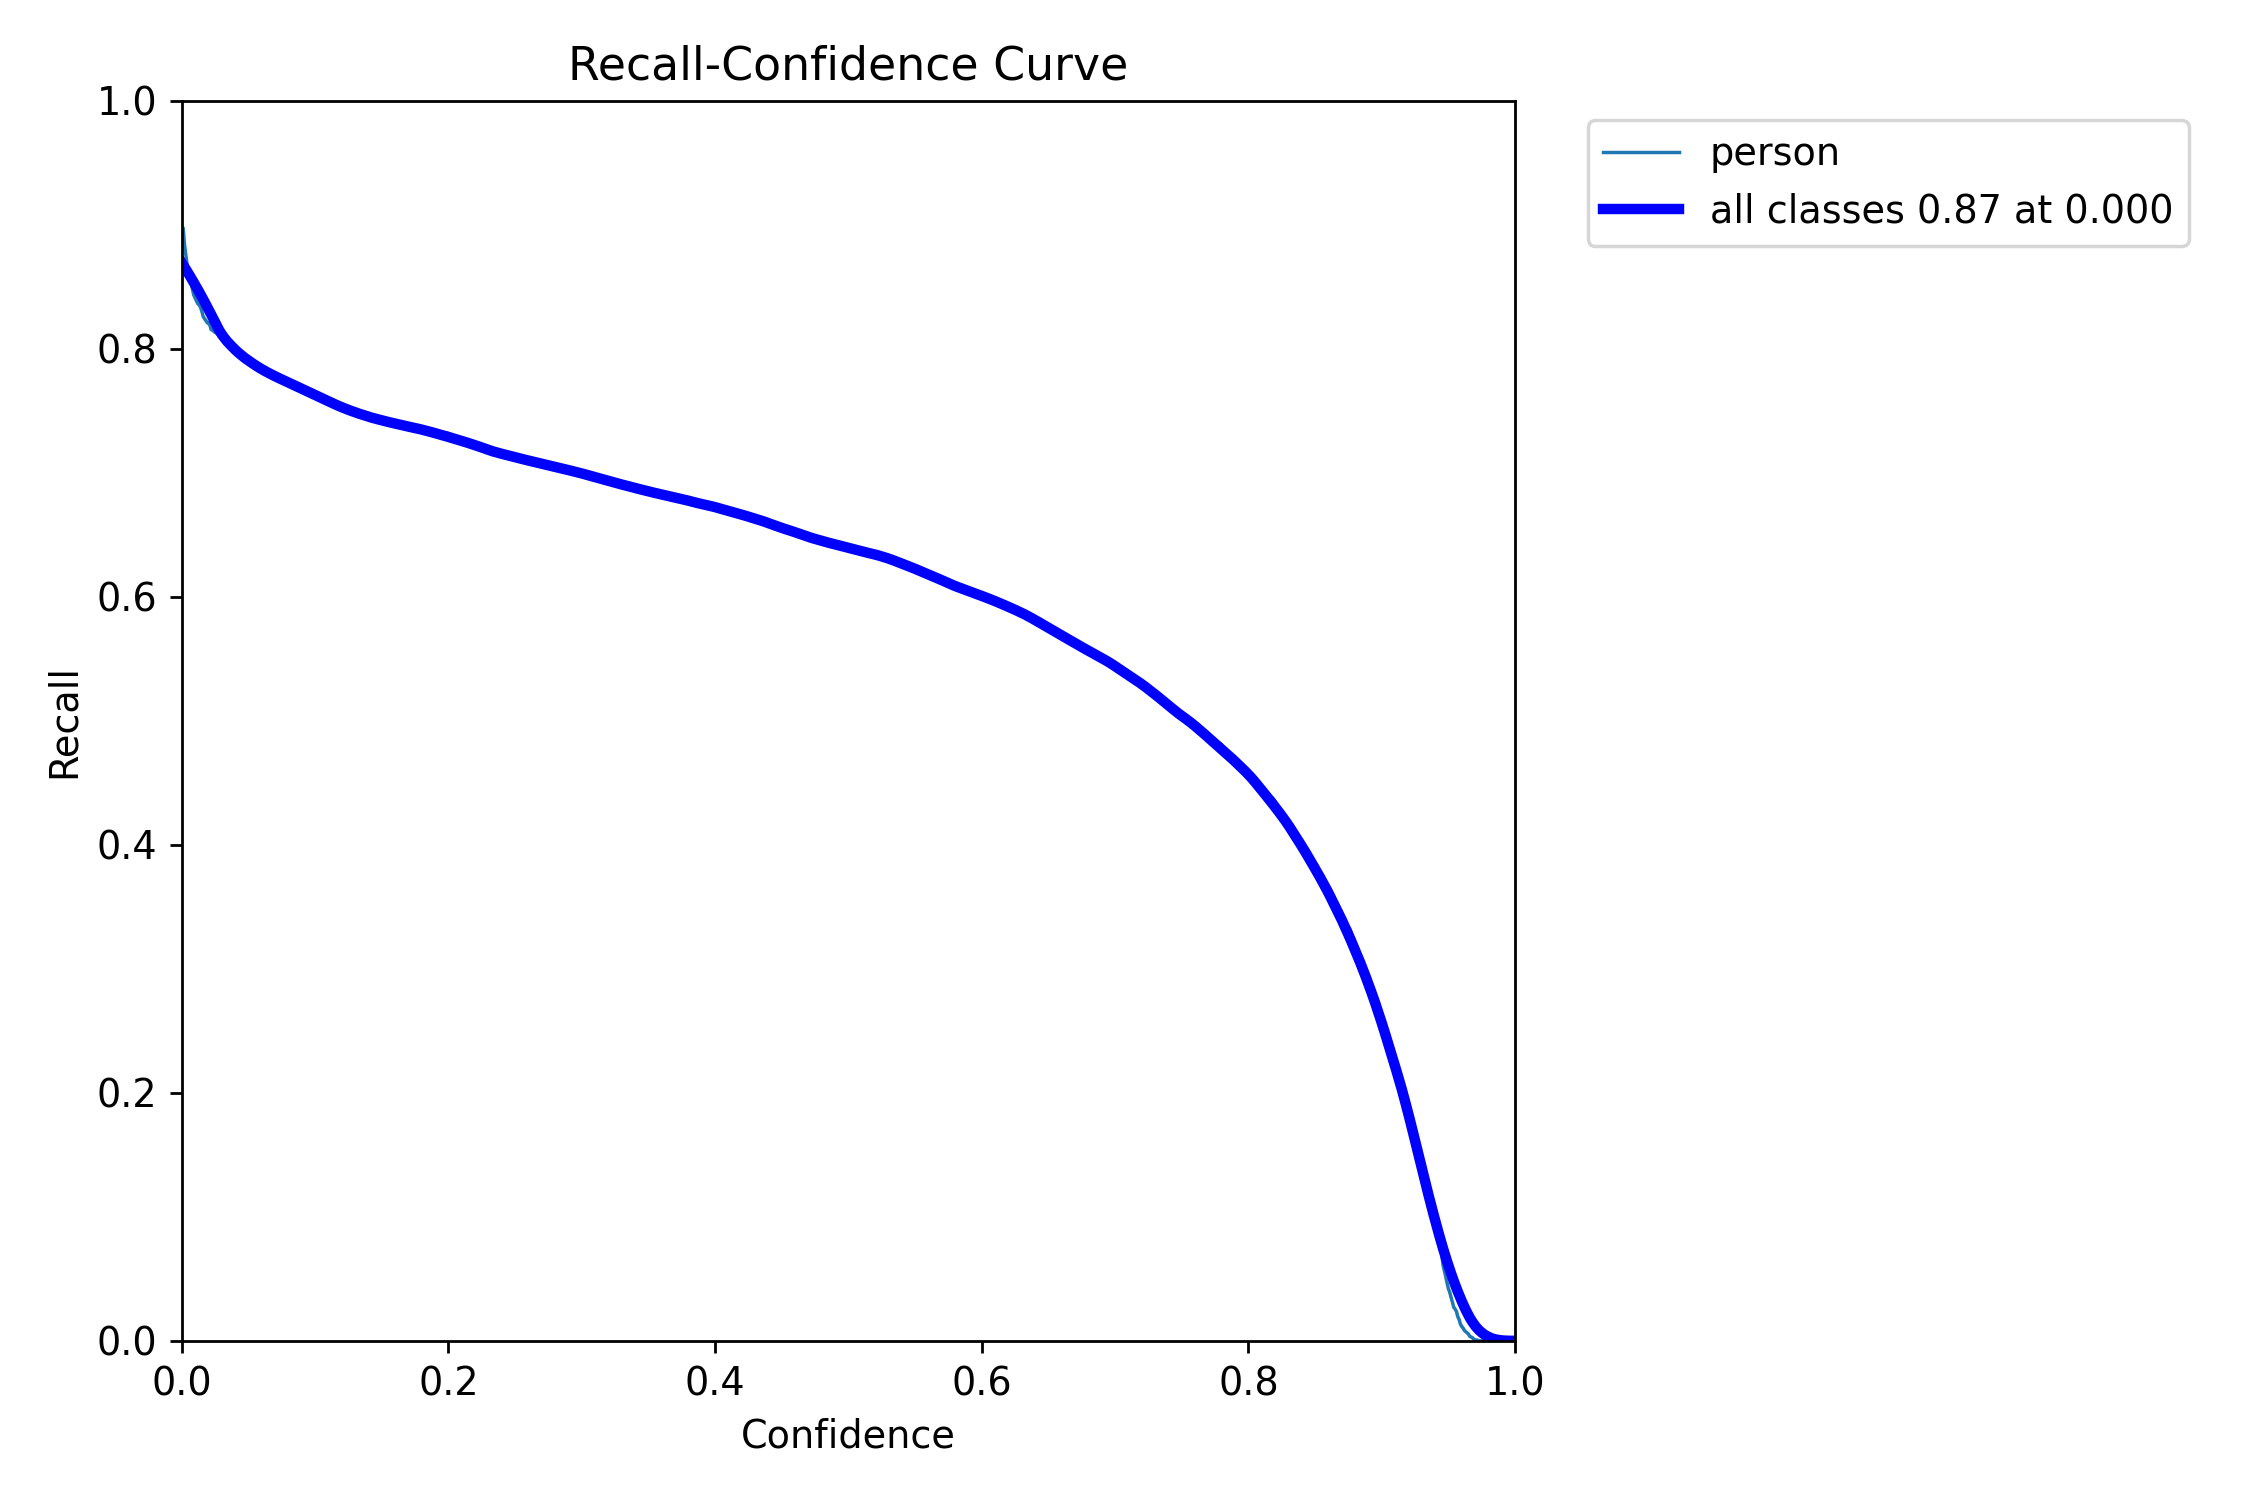 Recall-Confidence Curve
1.0
0.8
0.6
0.4
0.2
0.0
Recall
0.0 0.2 0.4 0.6 0.8 1.0
Confidence
person
all classes 0.87 at 0.000